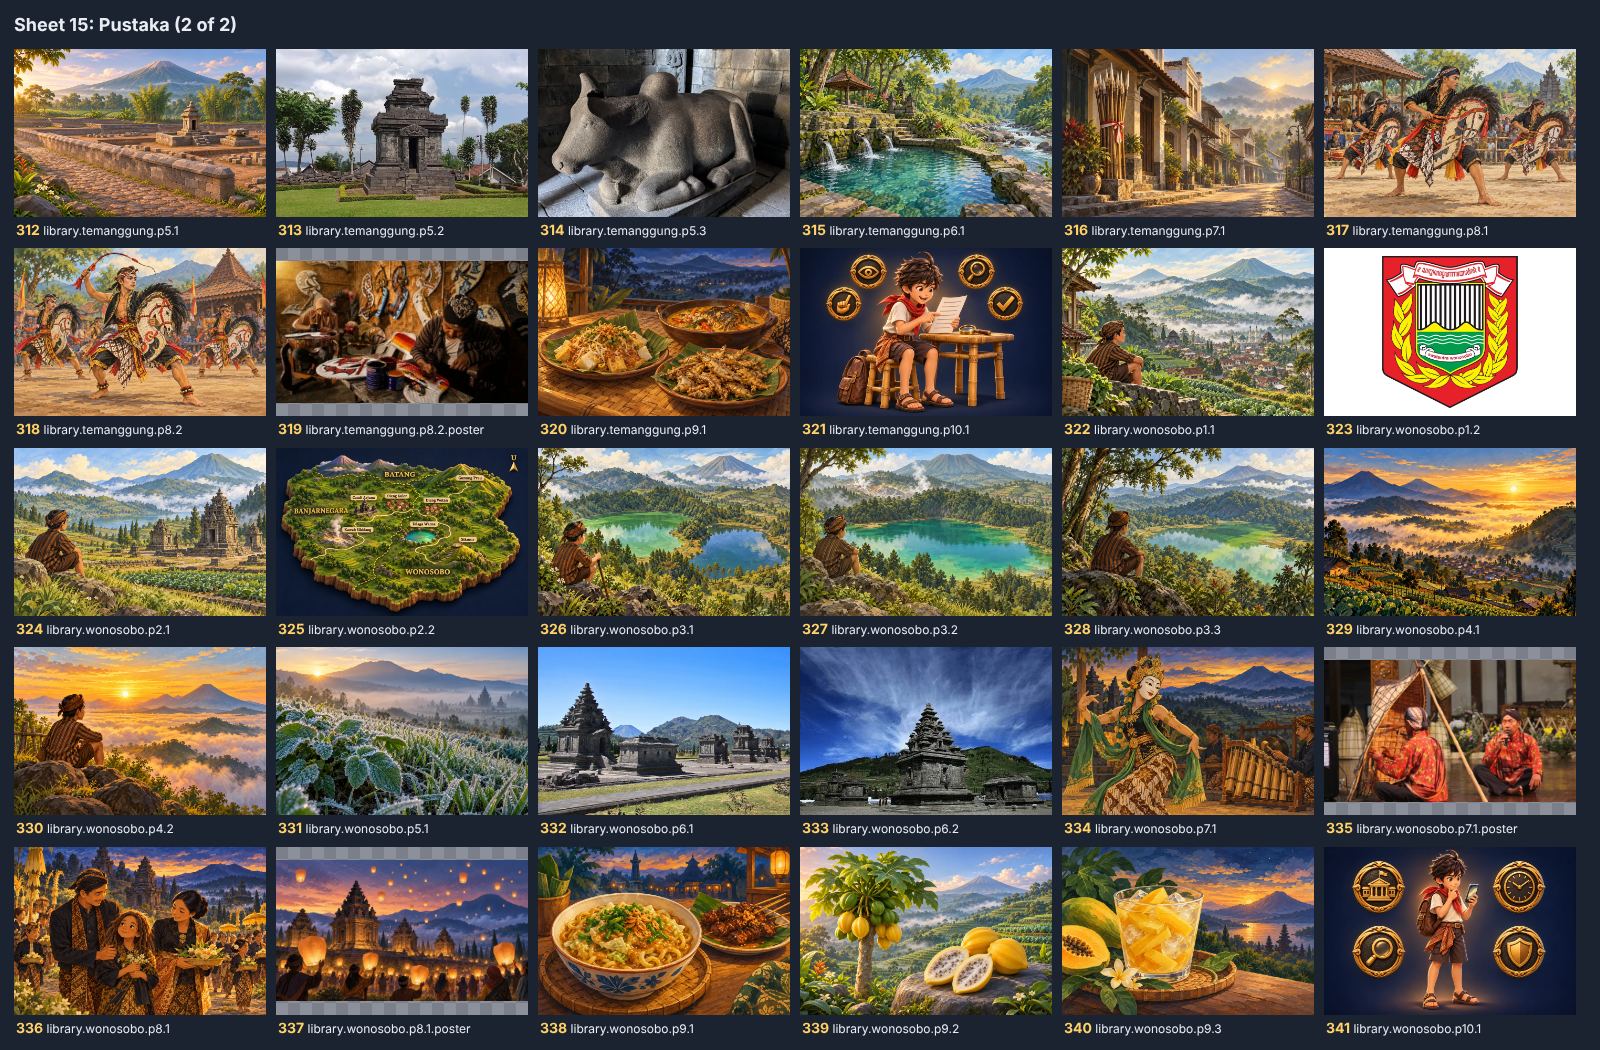 Sheet 15: Pustaka (2 of 2)
312 library.temanggung.p5.1
313 library.temanggung.p5.2
314 library.temanggung.p5.3
315 library.temanggung.p6.1
316 library.temanggung.p7.1
317 library.temanggung.p8.1
318 library.temanggung.p8.2
319 library.temanggung.p8.2.poster
320 library.temanggung.p9.1
321 library.temanggung.p10.1
322 library.wonosobo.p1.1
323 library.wonosobo.p1.2
BATANG
BANJARNEGARA
Telaga Warna
WONOSOBO
U
324 library.wonosobo.p2.1
325 library.wonosobo.p2.2
326 library.wonosobo.p3.1
327 library.wonosobo.p3.2
328 library.wonosobo.p3.3
329 library.wonosobo.p4.1
330 library.wonosobo.p4.2
331 library.wonosobo.p5.1
332 library.wonosobo.p6.1
333 library.wonosobo.p6.2
334 library.wonosobo.p7.1
335 library.wonosobo.p7.1.poster
336 library.wonosobo.p8.1
337 library.wonosobo.p8.1.poster
338 library.wonosobo.p9.1
339 library.wonosobo.p9.2
340 library.wonosobo.p9.3
341 library.wonosobo.p10.1